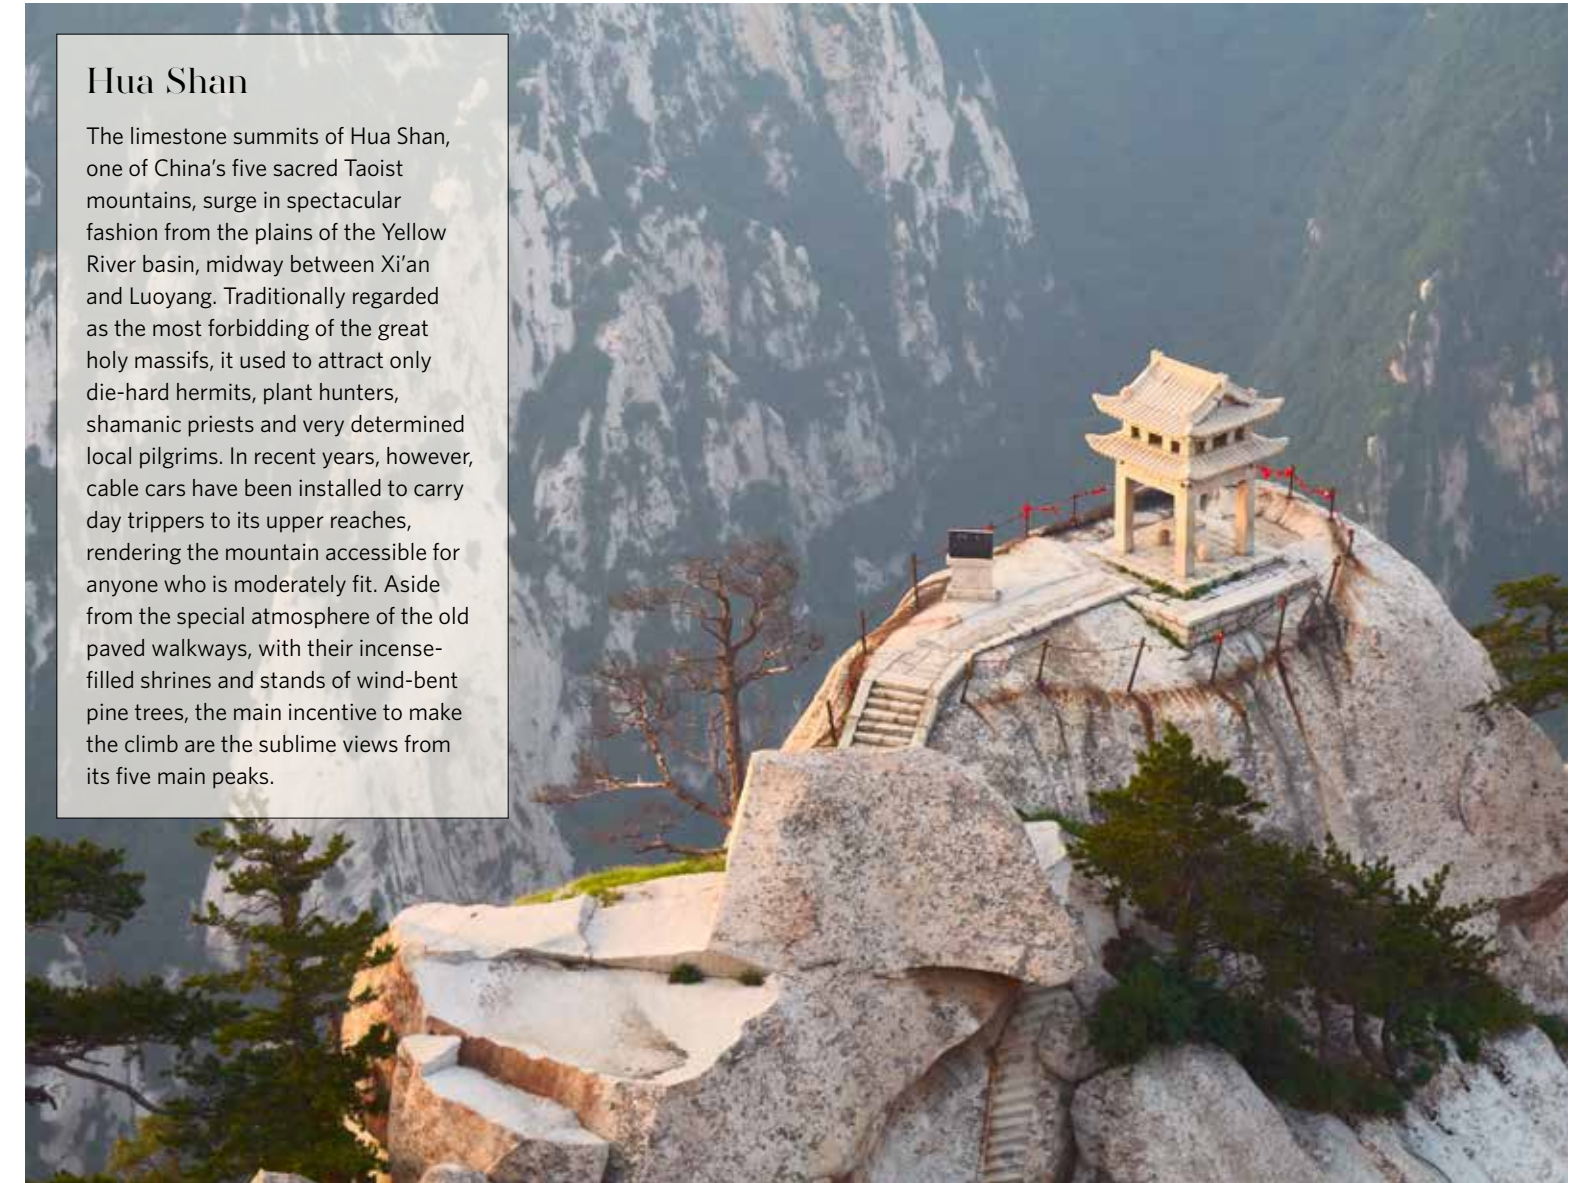 Hua Shan
The limestone summits of Hua Shan,
one of China’s five sacred Taoist
mountains, surge in spectacular
fashion from the plains of the Yellow
River basin, midway between Xi’an
and Luoyang. Traditionally regarded
as the most forbidding of the great
holy massifs, it used to attract only
die-hard hermits, plant hunters,
shamanic priests and very determined
local pilgrims. In recent years, however,
cable cars have been installed to carry
day trippers to its upper reaches,
rendering the mountain accessible for
anyone who is moderately fit. Aside
from the special atmosphere of the old
paved walkways, with their incense-
filled shrines and stands of wind-bent
pine trees, the main incentive to make
the climb are the sublime views from
its five main peaks.